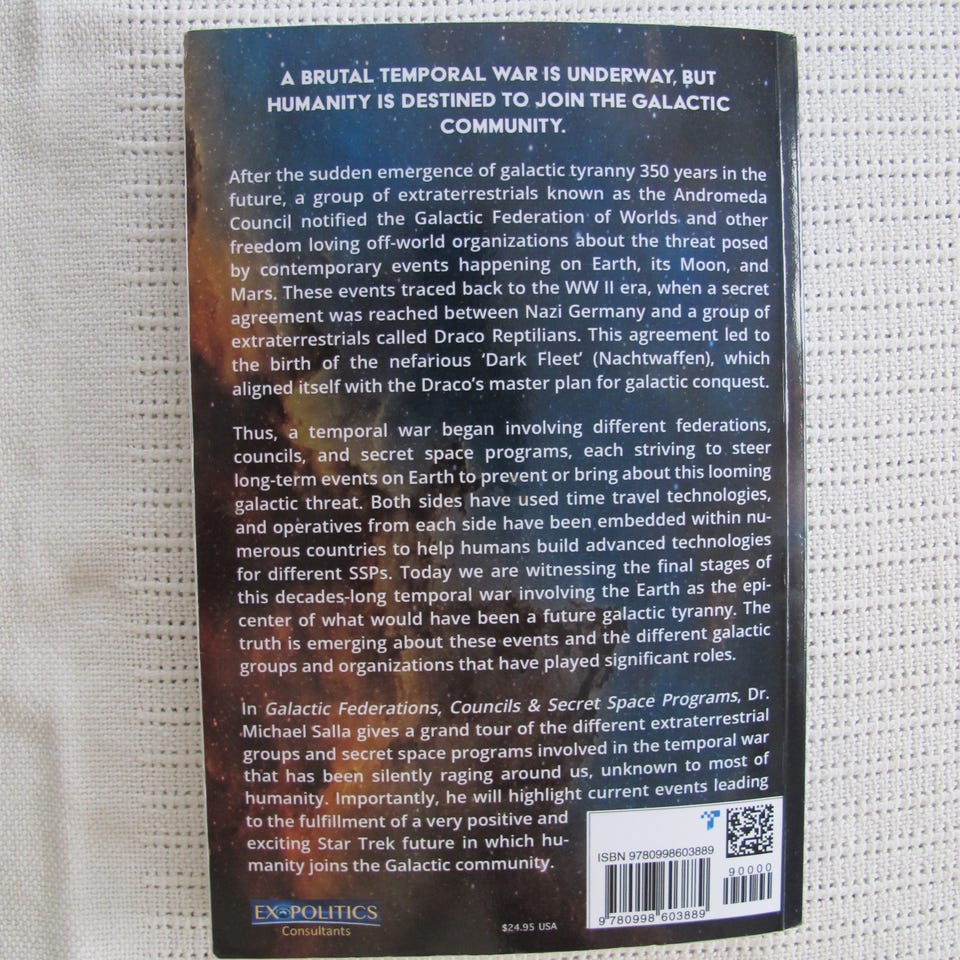 A BRUTAL TEMPORAL WAR IS UNDERWAY, BUT
HUMANITY IS DESTINED TO JOIN THE GALACTIC
COMMUNITY.
After the sudden emergence of galactic tyranny 350 years in the
future, a group of extraterrestrials known as the Andromeda
Council notified the Galactic Federation of Worlds and other
freedom loving off-world organizations about the threat posed
by contemporary events happening on Earth, its Moon, and
Mars. These events traced back to the WW II era, when a secret
agreement was reached between Nazi Germany and a group of
extraterrestrials called Draco Reptilians. This agreement led to
the birth of the nefarious ‘Dark Fleet’ (Nachtwaffen), which
aligned itself with the Draco’s master plan for galactic conquest.
Thus, a temporal war began involving different federations,
councils, and secret space programs, each striving to steer
long-term events on Earth to prevent or bring about this looming
galactic threat. Both sides have used time travel technologies,
and operatives from each side have been embedded within nu-
merous countries to help humans build advanced technologies
for different SSPs. Today we are witnessing the final stages of
this decades-long temporal war involving the Earth as the epi-
center of what would have been a future galactic tyranny. The
truth is emerging about these events and the different galactic
groups and organizations that have played significant roles.
In Galactic Federations, Councils & Secret Space Programs, Dr.
Michael Salla gives a grand tour of the different extraterrestrial
groups and secret space programs involved in the temporal war
that has been silently raging around us, unknown to most of
humanity. Importantly, he will highlight current events leading
to the fulfillment of a very positive and
exciting Star Trek future in which hu-
manity joins the Galactic community.
EXOPOLITICS
Consultants
$24.95 USA
ISBN 9780998603889
90000
9 780998 603889